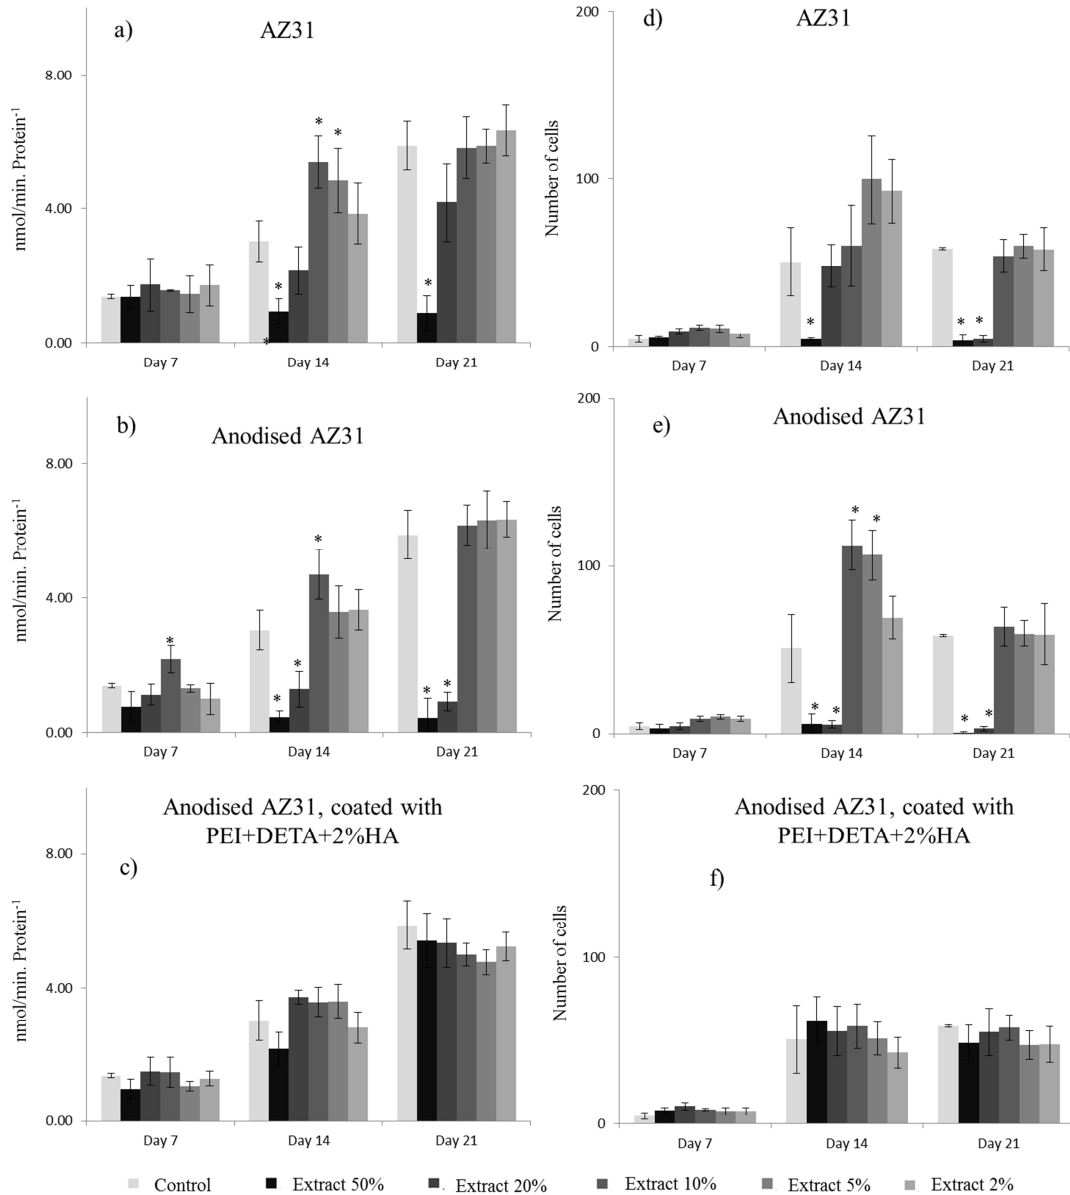 a)
AZ31
nmol/min. Protein-1
8.00
4.00
0.00
* * * * *
*
Day 7 Day 14 Day 21
d)
AZ31
Number of cells
200
100
0
* * *
Day 7 Day 14 Day 21
b)
Anodised AZ31
nmol/min. Protein-1
8.00
4.00
0.00
* * * * * *
Day 7 Day 14 Day 21
e)
Anodised AZ31
Number of cells
200
100
0
* * * * * *
Day 7 Day 14 Day 21
Anodised AZ31, coated with
PEI+DETA+2%HA
c)
nmol/min. Protein-1
8.00
4.00
0.00
Day 7 Day 14 Day 21
Anodised AZ31, coated with
PEI+DETA+2%HA
f)
Number of cells
200
100
0
Day 7 Day 14 Day 21
Control Extract 50% Extract 20% Extract 10% Extract 5% Extract 2%